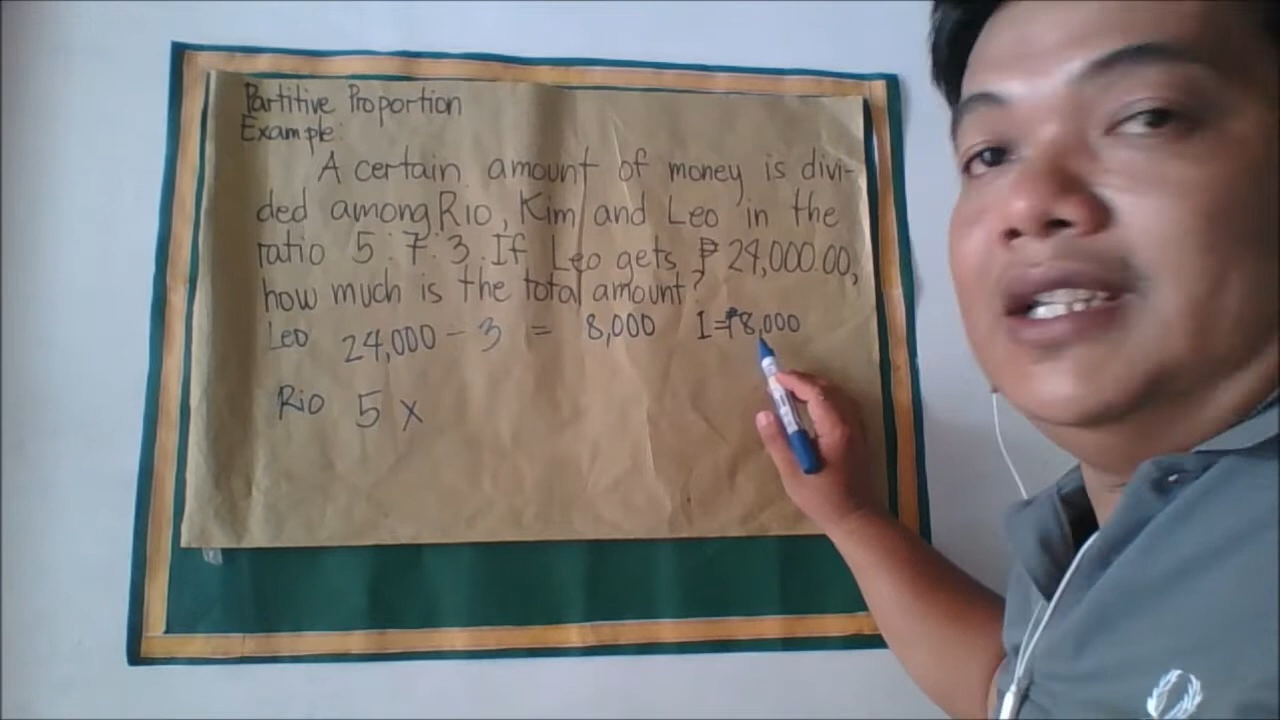 Partitive Proportion
Example:
A certain amount of money is divi-
ded among Rio, Kim and Leo in the
ratio 5:7:3. If Leo gets ₱ 24,000.00,
how much is the total amount?
Leo 24,000 - 3 = 8,000 1=₱8,000
Rio 5 x